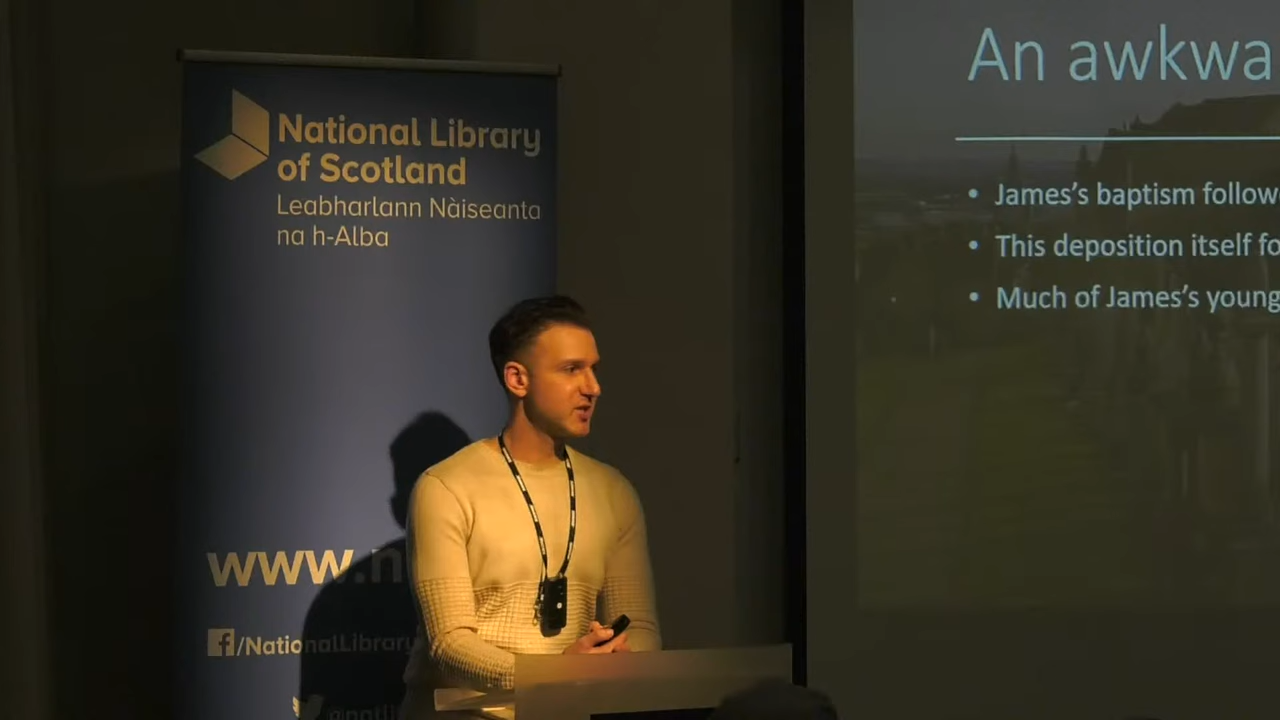 National Library
of Scotland
Leabharlann Nàiseanta
na h-Alba
www.n
/NationalLibrary
An awkwa
• James's baptism follow
• This deposition itself fo
• Much of James's young